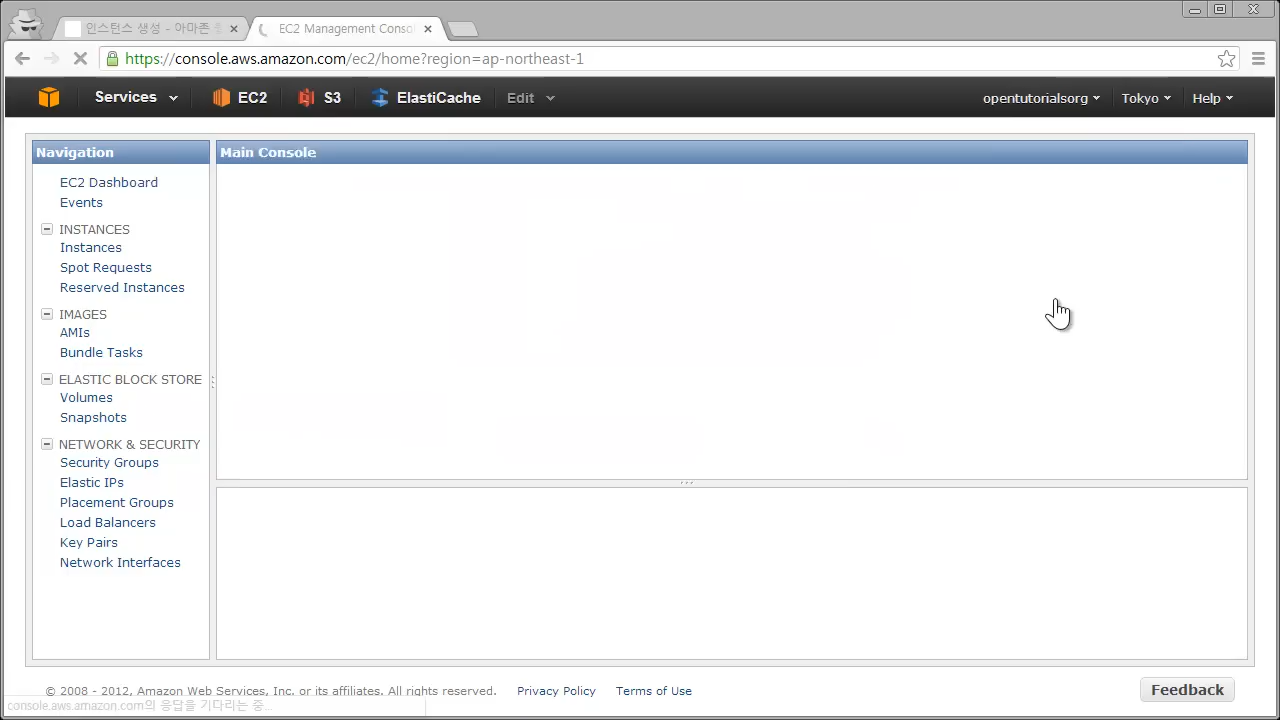 인스턴스 생성 - 아마존
EC2 Management Conso
https://console.aws.amazon.com/ec2/home?region=ap-northeast-1
Services EC2 S3 ElastiCache Edit opentutorialsorg Tokyo Help
Navigation
Main Console
EC2 Dashboard
Events
INSTANCES
Instances
Spot Requests
Reserved Instances
IMAGES
AMIs
Bundle Tasks
ELASTIC BLOCK STORE
Volumes
Snapshots
NETWORK & SECURITY
Security Groups
Elastic IPs
Placement Groups
Load Balancers
Key Pairs
Network Interfaces
© 2008 - 2012, Amazon Web Services, Inc. or its affiliates. All rights reserved. Privacy Policy Terms of Use
Feedback
console.aws.amazon.com의 응답을 기다리는 중...